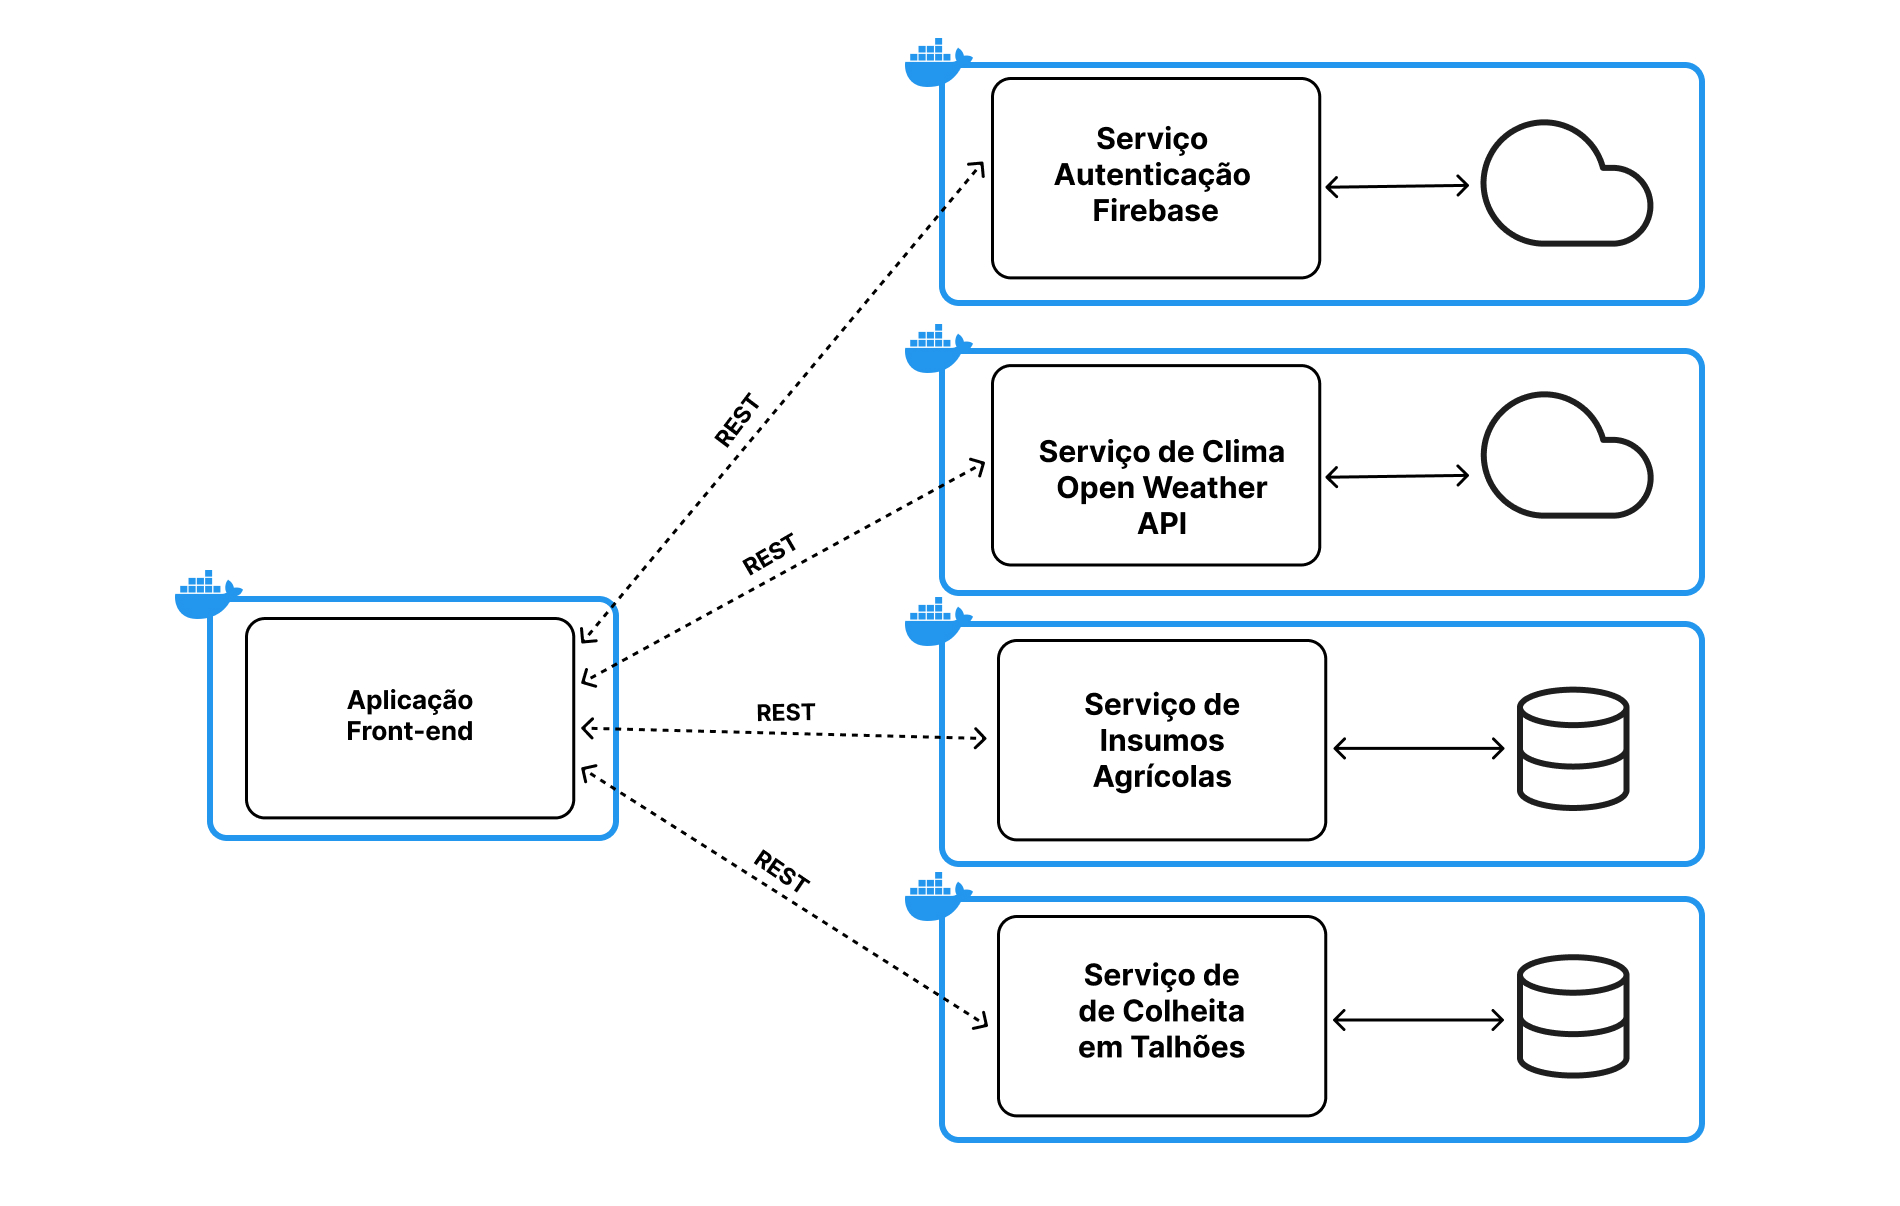 Serviço
Autenticação
Firebase
REST
Serviço de Clima
Open Weather
API
REST
Aplicação
Front-end
REST
Serviço de
Insumos
Agrícolas
REST
Serviço de
de Colheita
em Talhões